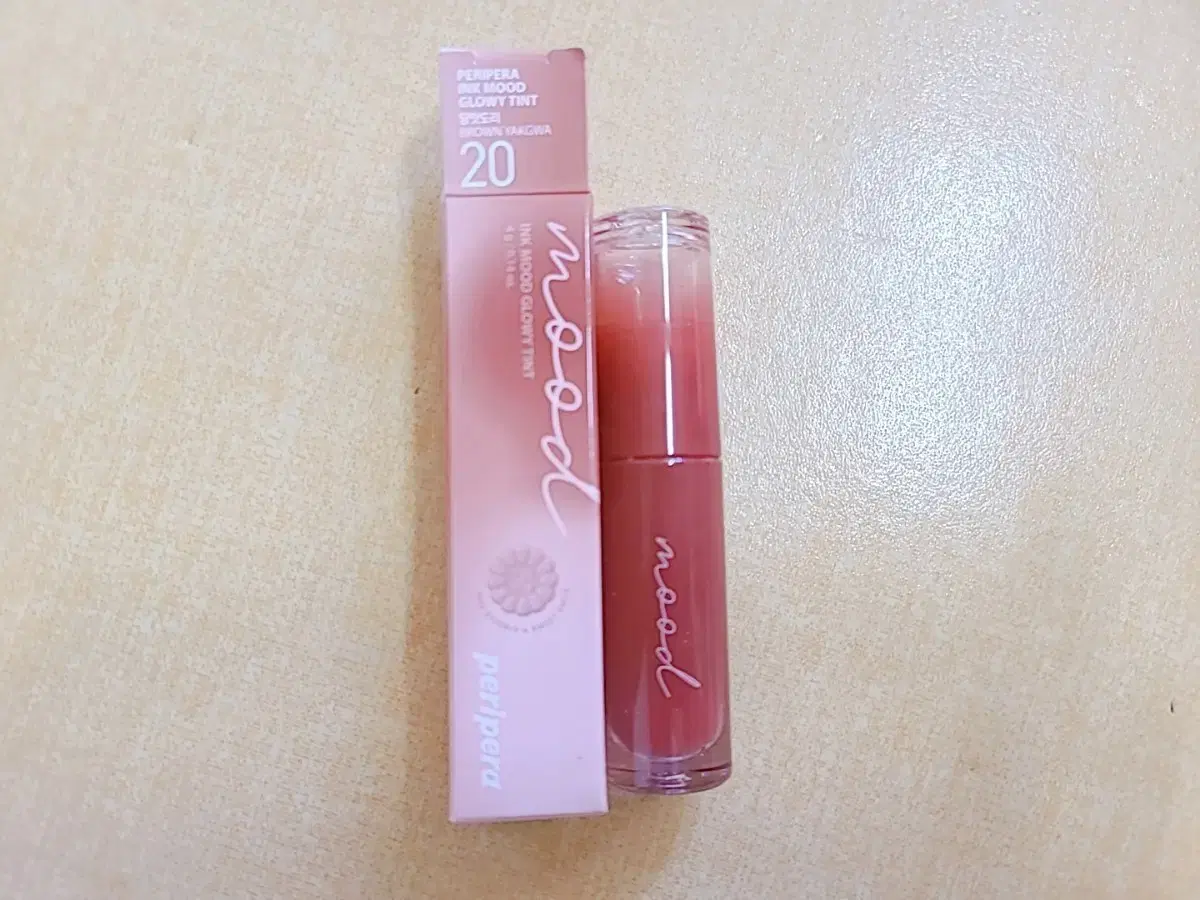 PERIPERA
INK MOOD
GLOWY TINT
BROWN YAKGWA
20
mood
INK MOOD GLOWY TINT
peripera
mood